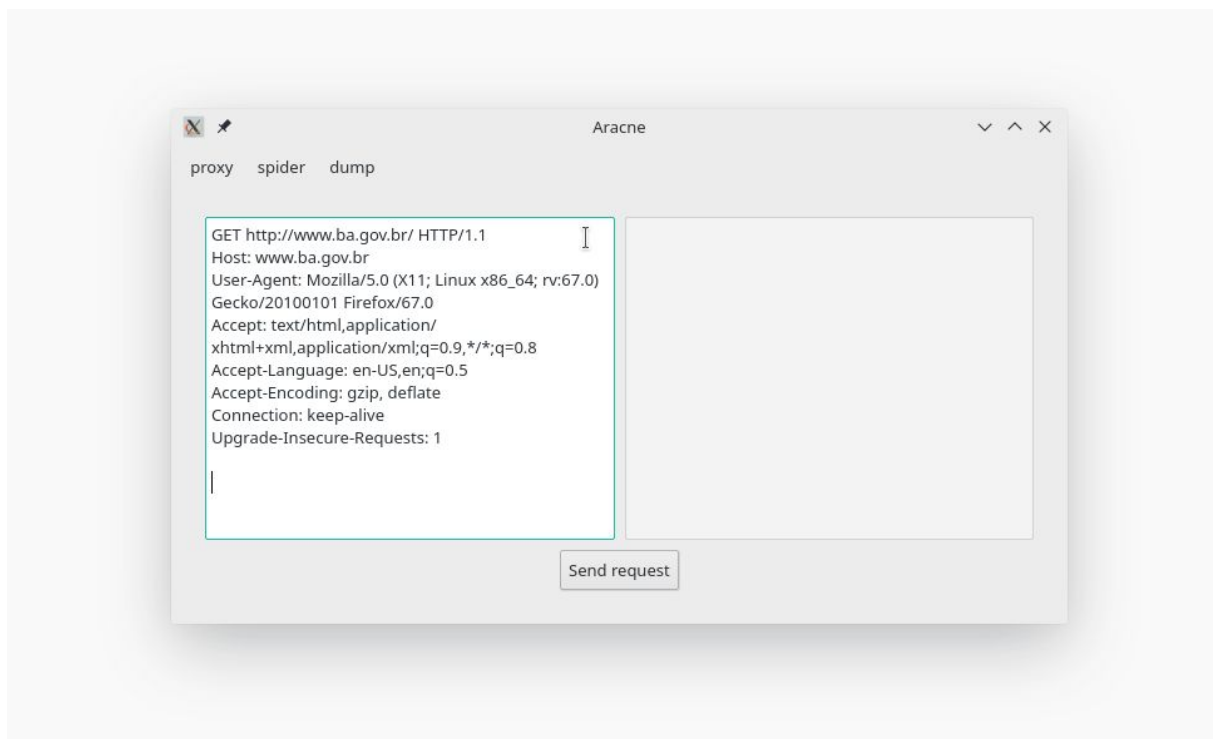 Aracne
proxy spider dump
GET http://www.ba.gov.br/ HTTP/1.1
Host: www.ba.gov.br
User-Agent: Mozilla/5.0 (X11; Linux x86_64; rv:67.0)
Gecko/20100101 Firefox/67.0
Accept: text/html,application/
xhtml+xml,application/xml;q=0.9,*/*;q=0.8
Accept-Language: en-US,en;q=0.5
Accept-Encoding: gzip, deflate
Connection: keep-alive
Upgrade-Insecure-Requests: 1
Send request